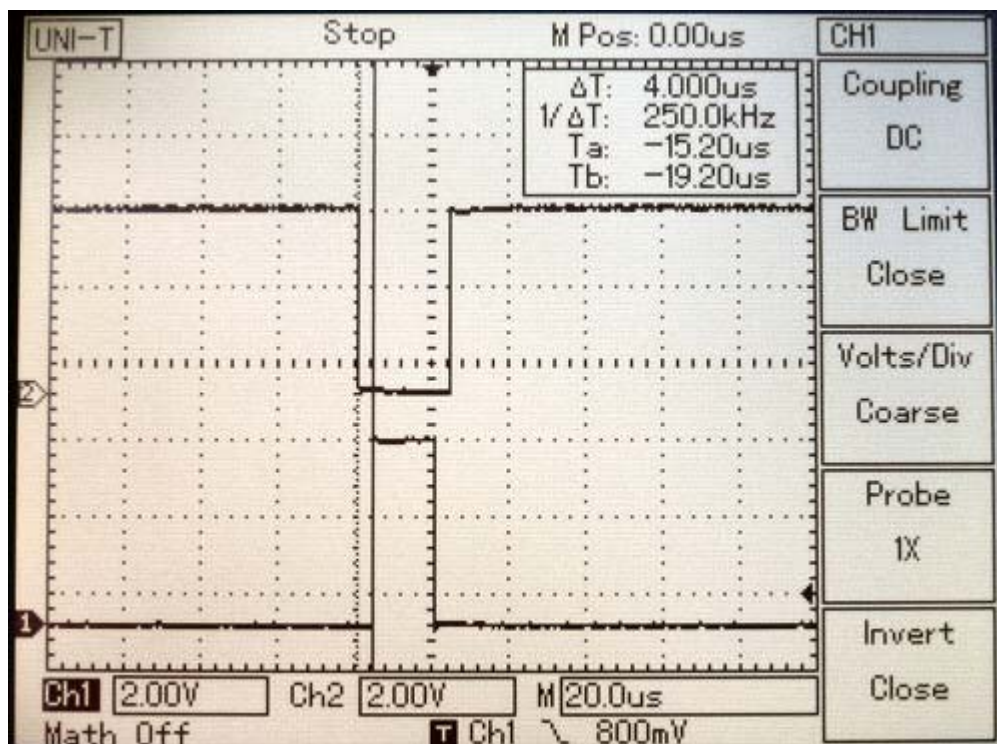 UNI-T Stop M Pos: 0.00us CH1
ΔT: 4.000us
1/ΔT: 250.0kHz
Ta: -15.20us
Tb: -19.20us
Coupling
DC
BW Limit
Close
Volts/Div
Coarse
Probe
1X
Invert
Close
2
1
Ch1 2.00V Ch2 2.00V M 20.0us
Math Off T Ch1 \ 800mV